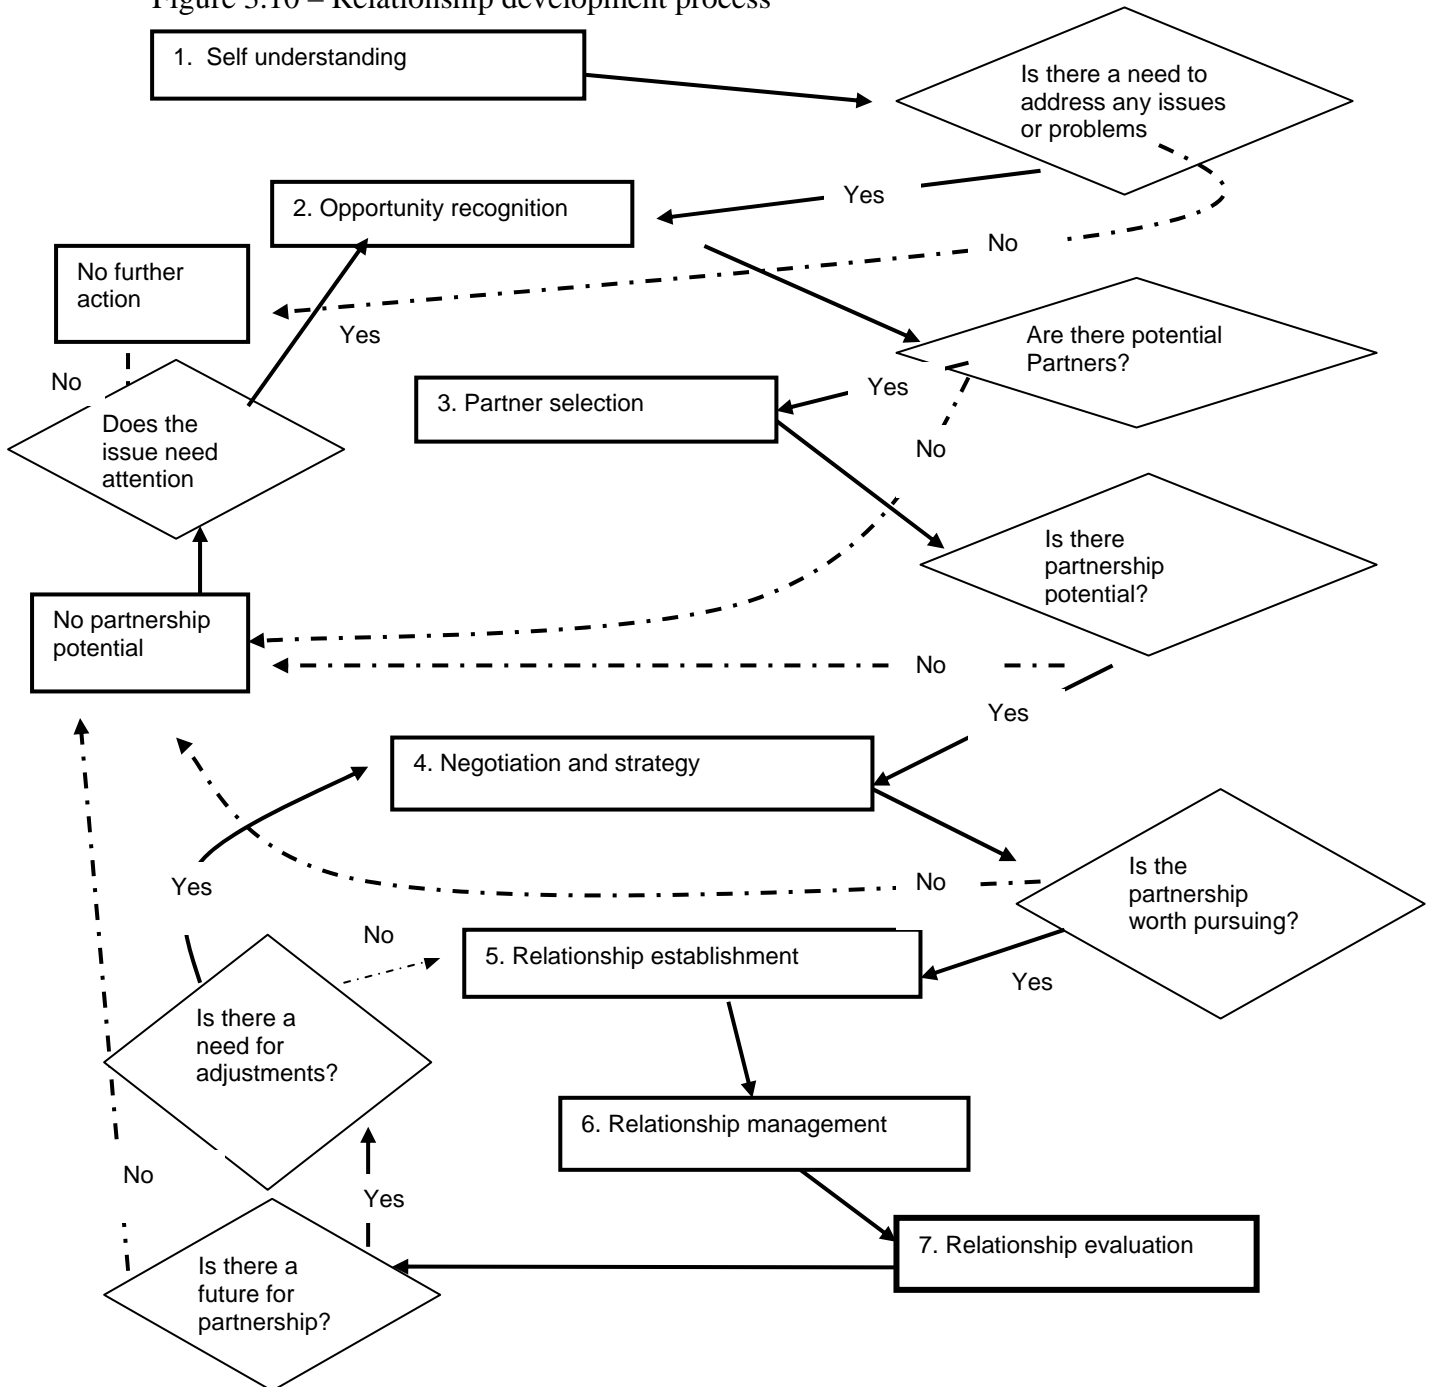 Figure 3.10 – Relationship development process
1. Self understanding
Is there a need to
address any issues
or problems
Yes
2. Opportunity recognition
No
No further
action
Yes
Are there potential
Partners?
No
Yes
3. Partner selection
Does the
issue need
attention
No
Is there
partnership
potential?
No partnership
potential
No
Yes
4. Negotiation and strategy
Is the
partnership
worth pursuing?
Yes
No
No
5. Relationship establishment
Yes
Is there a
need for
adjustments?
6. Relationship management
No
Yes
7. Relationship evaluation
Is there a
future for
partnership?